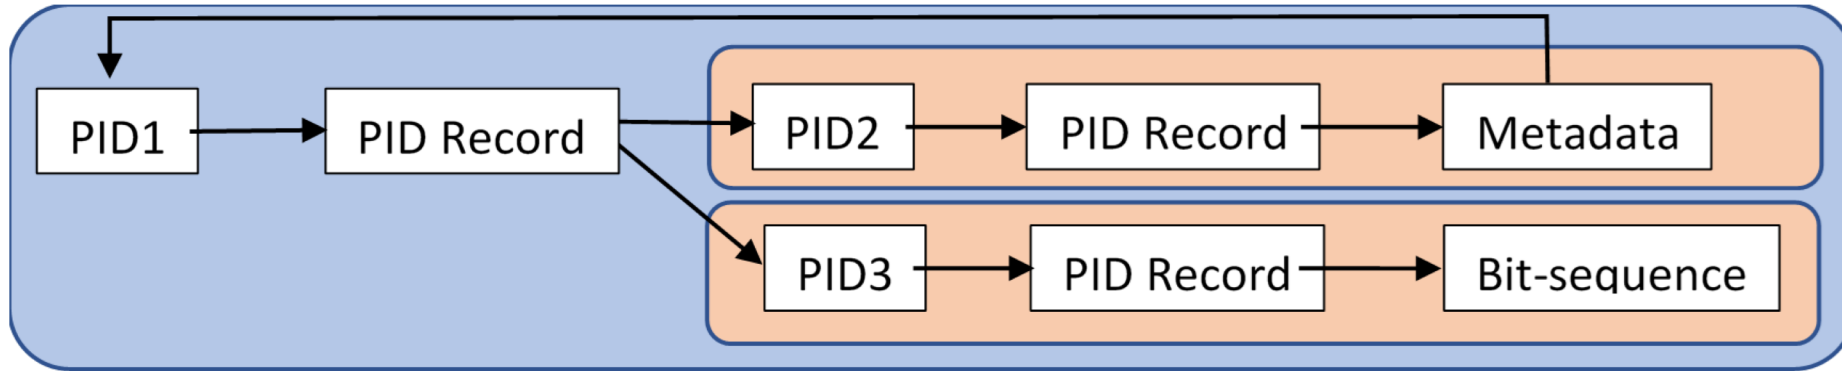 PID1
PID Record
PID2
PID Record
Metadata
PID3
PID Record
Bit-sequence